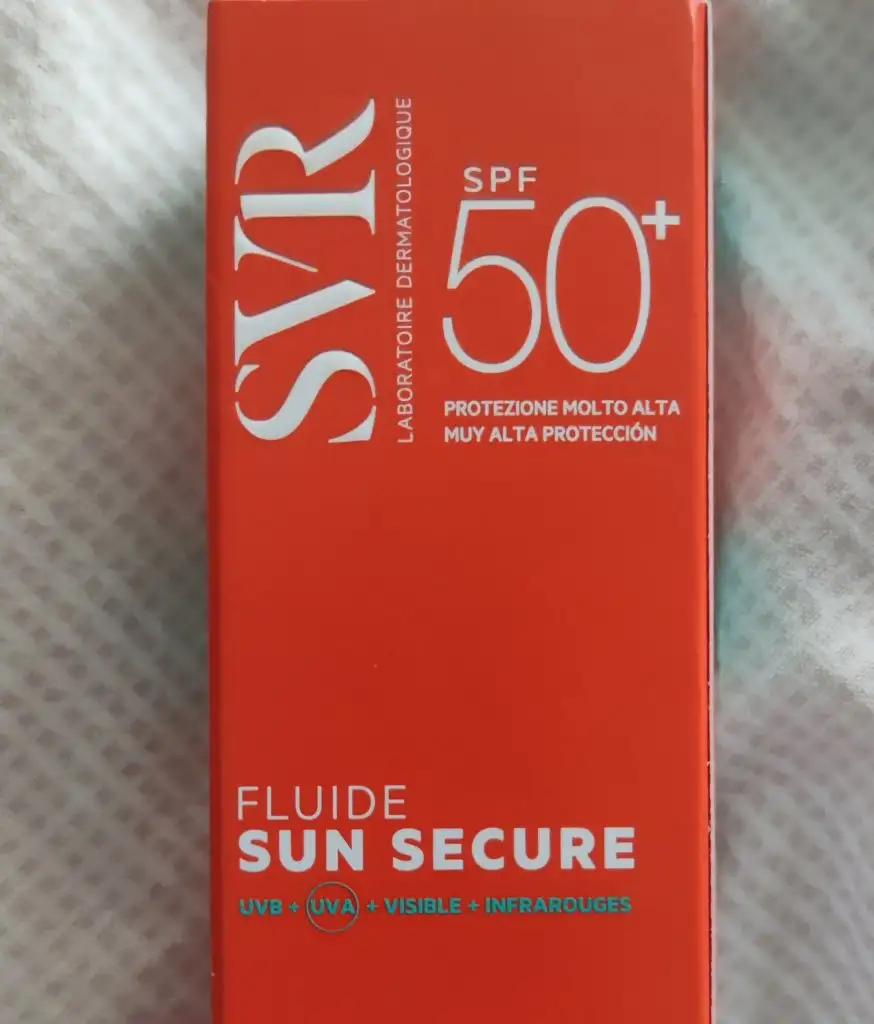 SVR
LABORATOIRE DERMATOLOGIQUE
SPF
50+
PROTEZIONE MOLTO ALTA
MUY ALTA PROTECCIÓN
FLUIDE
SUN SECURE
UVB + UVA + VISIBLE + INFRAROUGES